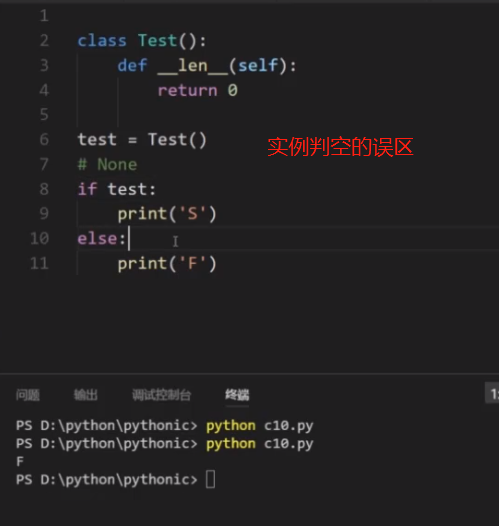 1
2 class Test():
3     def __len__(self):
4         return 0
5
6 test = Test()
实例判空的误区
7 # None
8 if test:
9     print('S')
10 else:
11     print('F')
问题 输出 调试控制台 终端 1:
PS D:\python\pythonic> python c10.py
PS D:\python\pythonic> python c10.py
F
PS D:\python\pythonic>